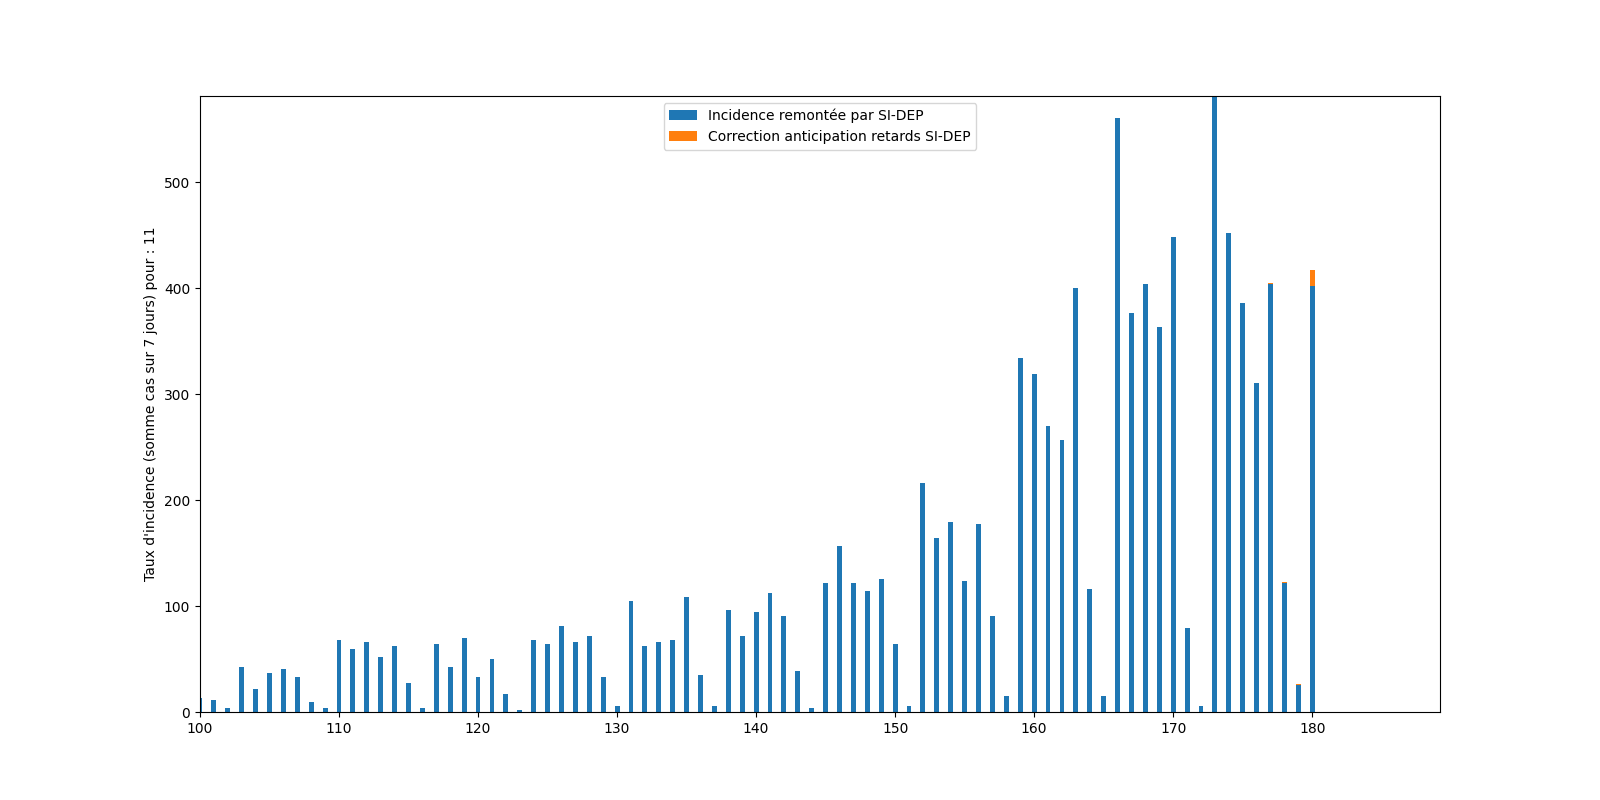 Incidence remontée par SI-DEP
Correction anticipation retards SI-DEP
Taux d'incidence (somme cas sur 7 jours) pour : 11
500
400
300
200
100
0
100 110 120 130 140 150 160 170 180